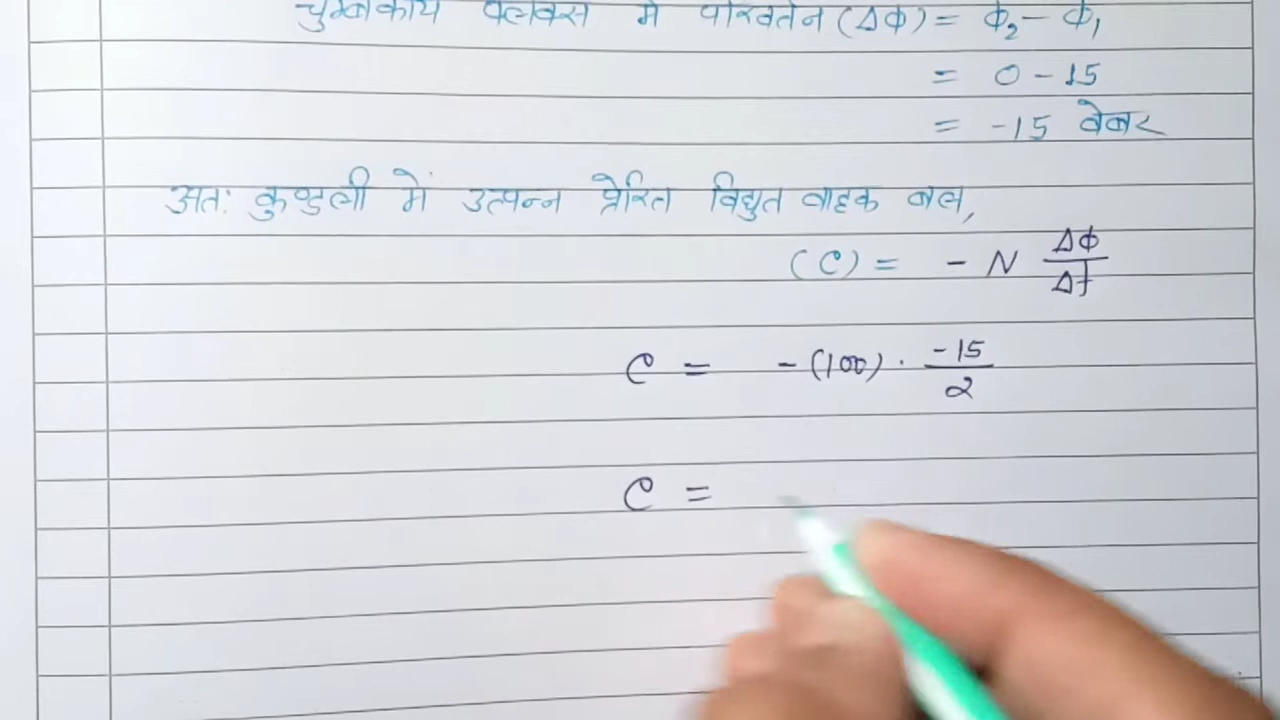 चुम्बकीय फ्लक्स में परिवर्तन (Δφ) = φ₂ - φ₁
= 0 - 15
= -15 वेबर
अतः कुण्डली में उत्पन्न प्रेरित विद्युत वाहक बल,
(e) = - N Δφ/Δt
e = - (100) · -15/2
e =